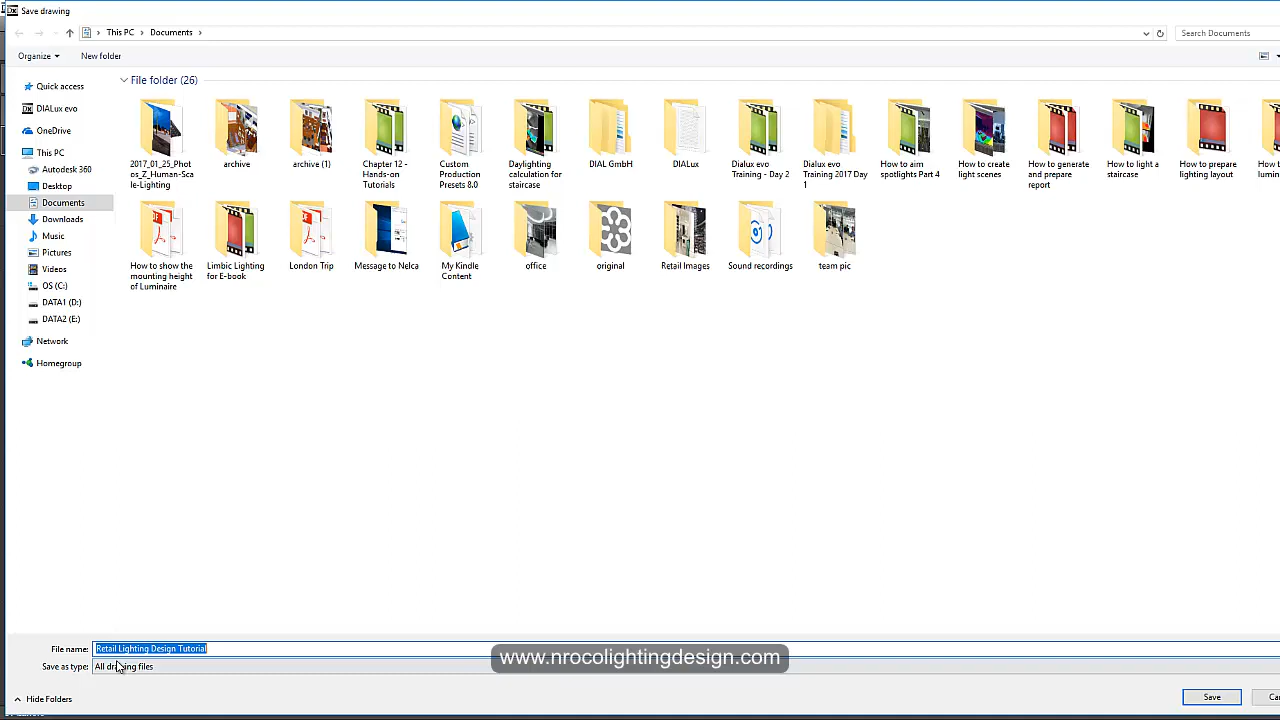 Dx Save drawing
This PC > Documents >
Search Documents
Organize
New folder
Quick access
DIALux evo
OneDrive
This PC
Autodesk 360
Desktop
Documents
Downloads
Music
Pictures
Videos
OS (C:)
DATA1 (D:)
DATA2 (E:)
Network
Homegroup
File folder (26)
2017_01_25_Phot
os_Z_Human-Sca
le-Lighting
archive
archive (1)
Chapter 12 -
Hands-on
Tutorials
Custom
Production
Presets 8.0
Daylighting
calculation for
staircase
DIAL GmbH
DIALux
Dialux evo
Training - Day 2
Dialux evo
Training 2017 Day
1
How to aim
spotlights Part 4
How to create
light scenes
How to generate
and prepare
report
How to light a
staircase
How to prepare
lighting layout
How to show the
mounting height
of Luminaire
Limbic Lighting
for E-book
London Trip
Message to Nelca
My Kindle
Content
office
original
Retail Images
Sound recordings
team pic
File name: Retail Lighting Design Tutorial
Save as type: All drawing files
www.nrocolightingdesign.com
Hide Folders
Save